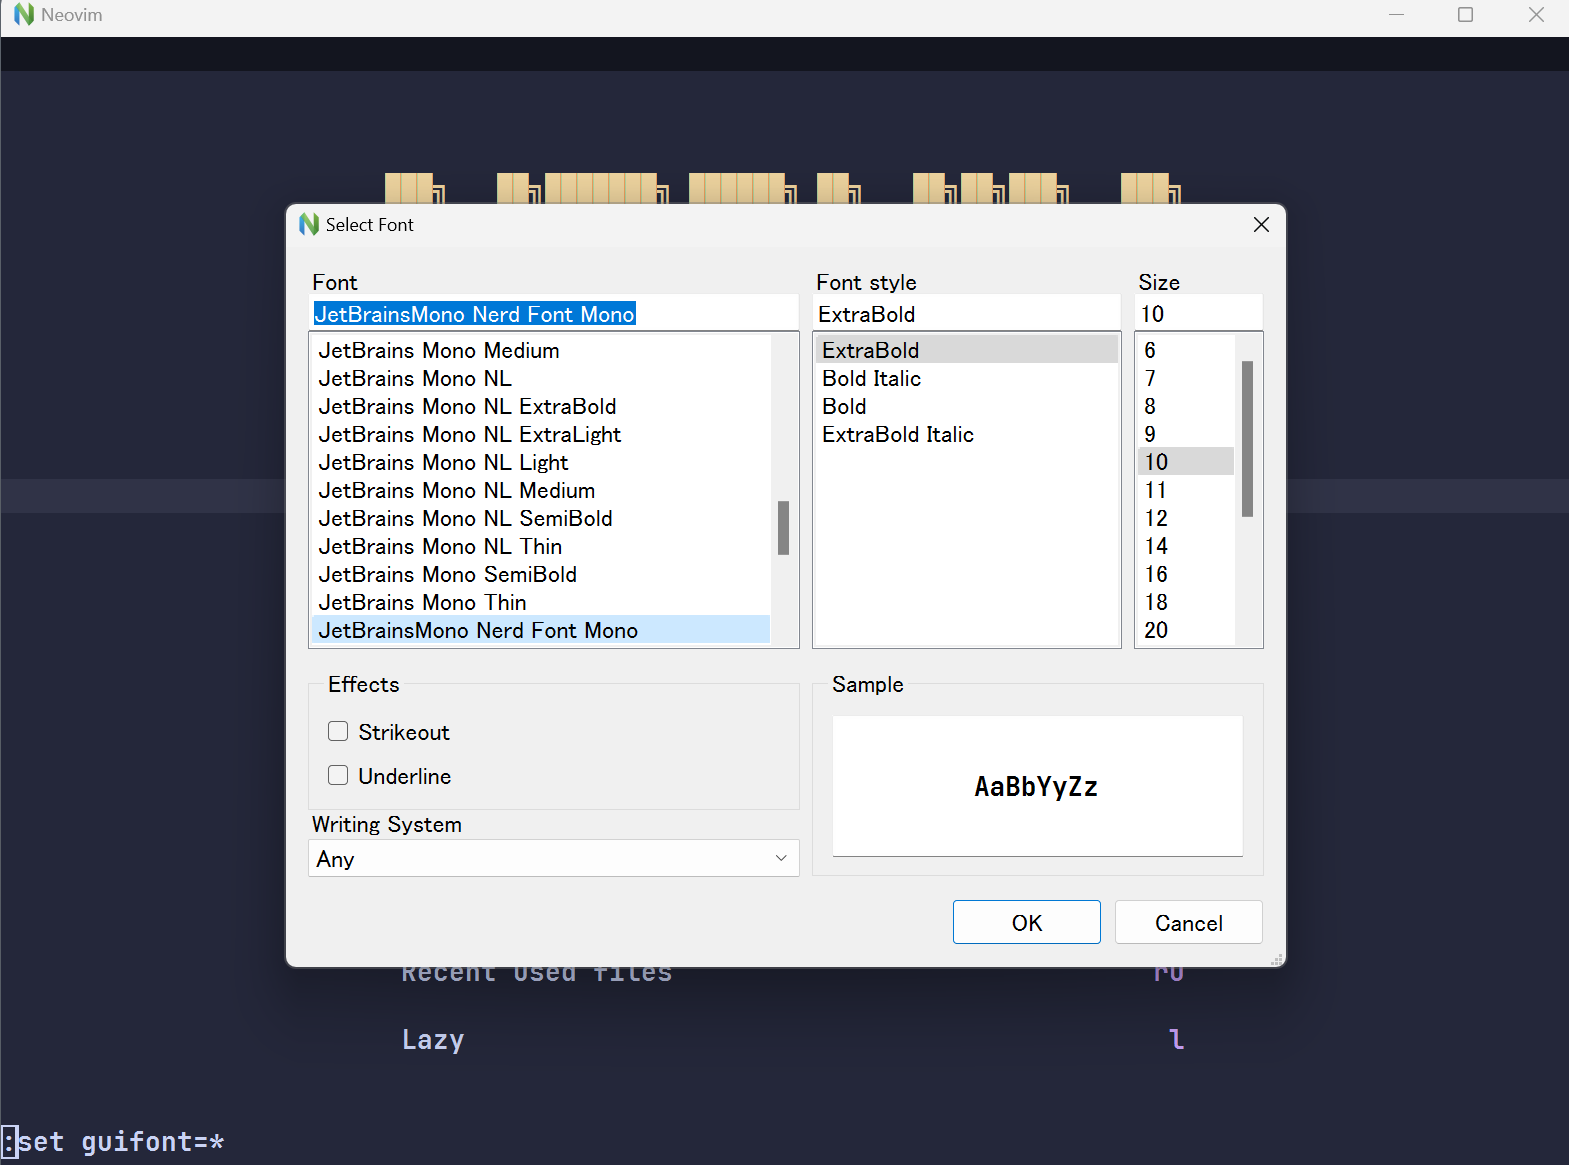 Neovim
Select Font
Font
Font style
Size
JetBrainsMono Nerd Font Mono
ExtraBold
10
JetBrains Mono Medium
JetBrains Mono NL
JetBrains Mono NL ExtraBold
JetBrains Mono NL ExtraLight
JetBrains Mono NL Light
JetBrains Mono NL Medium
JetBrains Mono NL SemiBold
JetBrains Mono NL Thin
JetBrains Mono SemiBold
JetBrains Mono Thin
JetBrainsMono Nerd Font Mono
ExtraBold
Bold Italic
Bold
ExtraBold Italic
6
7
8
9
10
11
12
14
16
18
20
Effects
Strikeout
Underline
Writing System
Any
Sample
AaBbYyZz
OK
Cancel
Recent used files
ru
Lazy
l
:set guifont=*